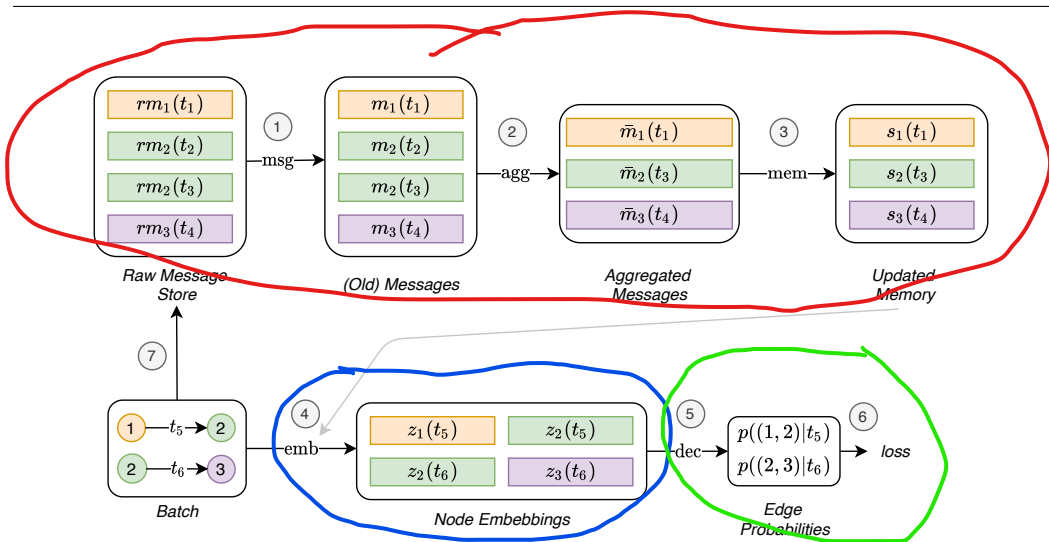 rm₁(t₁)
rm₂(t₂)
rm₂(t₃)
rm₃(t₄)
Raw Message
Store
1
msg
m₁(t₁)
m₂(t₂)
m₂(t₃)
m₃(t₄)
(Old) Messages
2
agg
m̄₁(t₁)
m̄₂(t₃)
m̄₃(t₄)
Aggregated
Messages
3
mem
s₁(t₁)
s₂(t₃)
s₃(t₄)
Updated
Memory
7
1 t₅ 2
2 t₆ 3
Batch
4
emb
z₁(t₅) z₂(t₅)
z₂(t₆) z₃(t₆)
Node Embebbings
5
dec
p((1, 2)|t₅)
p((2, 3)|t₆)
Edge
Probabilities
6
loss